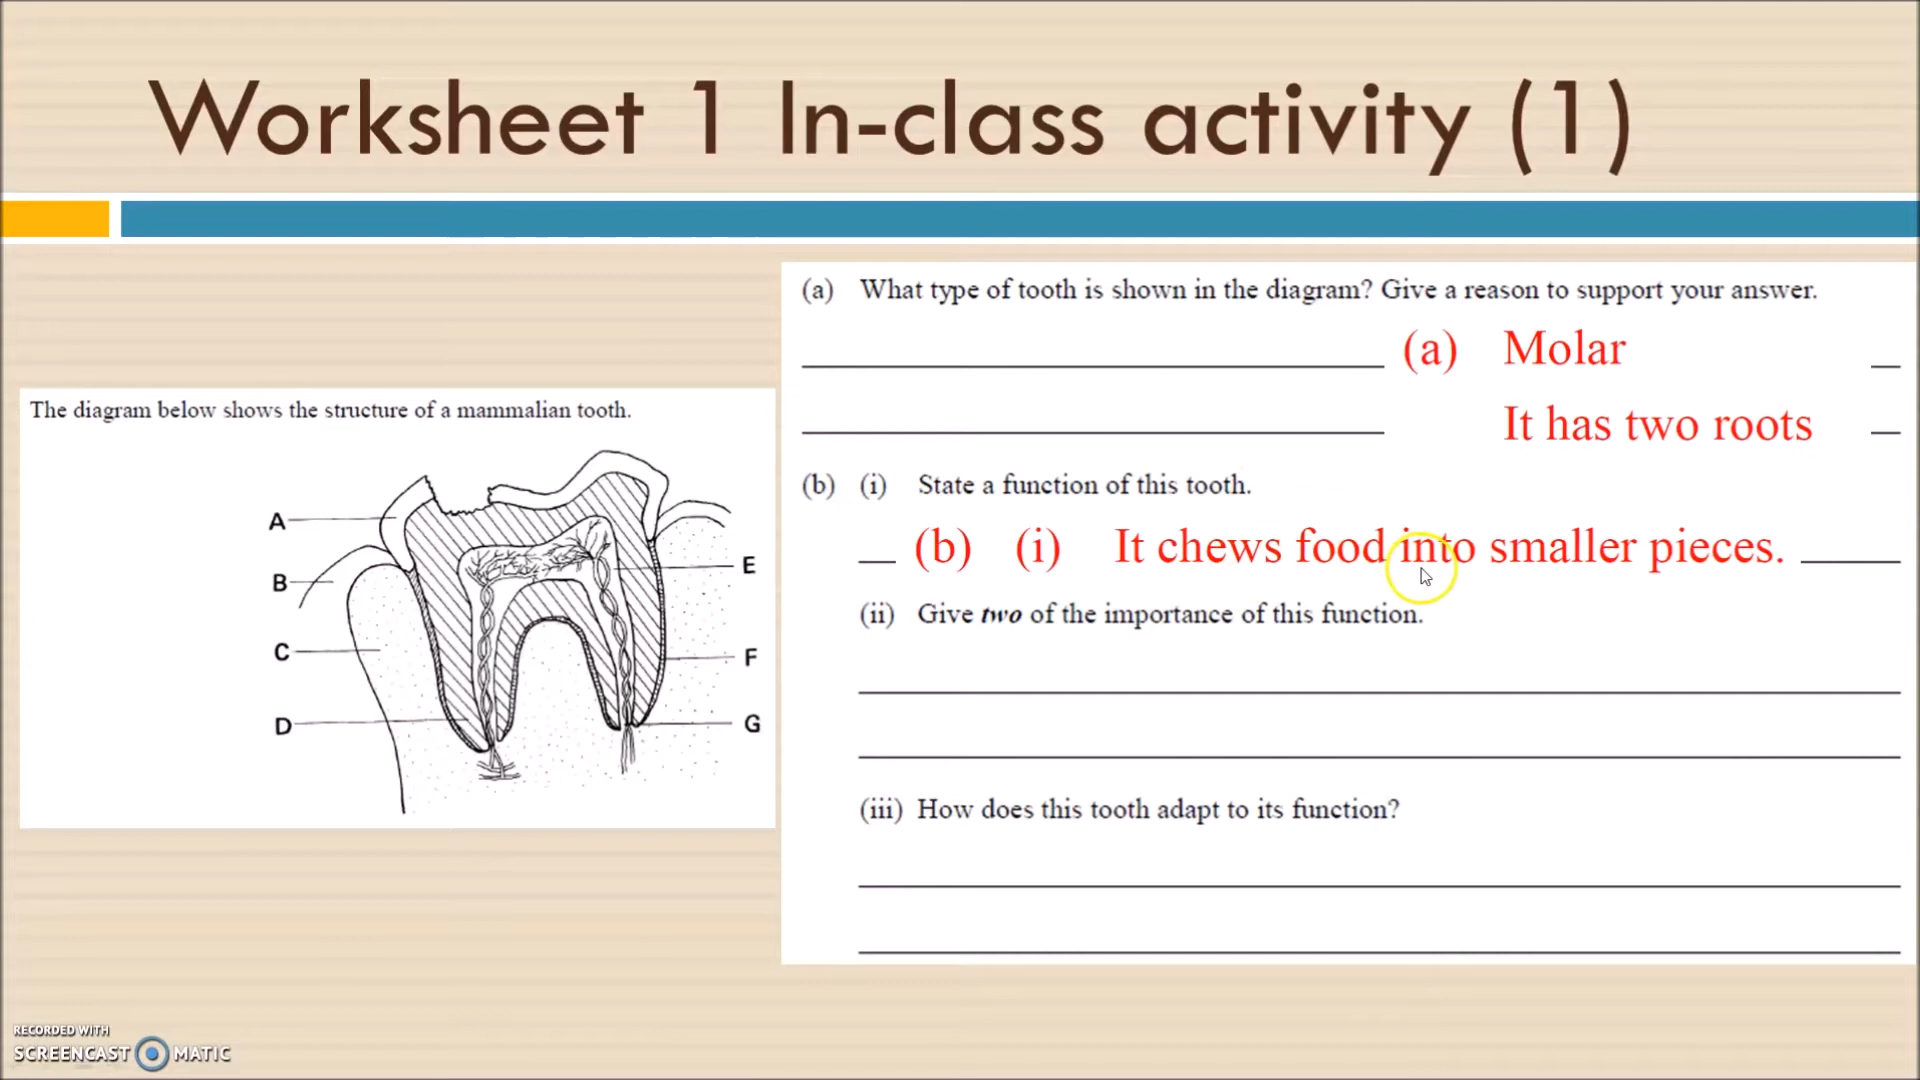 Worksheet 1 In-class activity (1)
The diagram below shows the structure of a mammalian tooth.
A
B
C
D
E
F
G
(a) What type of tooth is shown in the diagram? Give a reason to support your answer.
(a) Molar
It has two roots
(b) (i) State a function of this tooth.
(b) (i) It chews food into smaller pieces.
(ii) Give two of the importance of this function.
(iii) How does this tooth adapt to its function?
RECORDED WITH
SCREENCAST MATIC